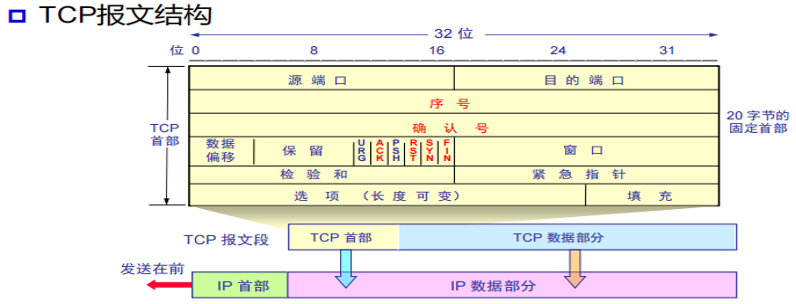 TCP报文结构
32 位
位 0 8 16 24 31
源端口 目的端口
序号
确认号
TCP首部
20 字节的固定首部
数据偏移 保留 URG ACK PSH RST SYN FIN 窗口
检验和 紧急指针
选项（长度可变） 填充
TCP 报文段 TCP 首部 TCP 数据部分
发送在前
IP 首部 IP 数据部分